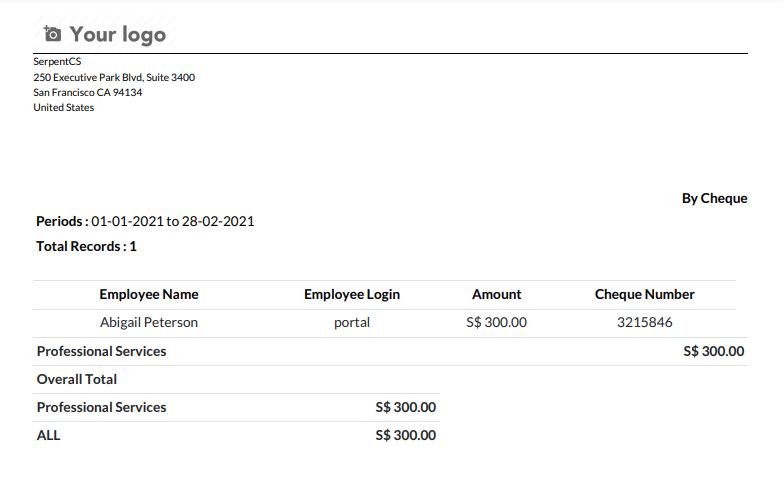 Your logo
SerpentCS
250 Executive Park Blvd, Suite 3400
San Francisco CA 94134
United States
By Cheque
Periods : 01-01-2021 to 28-02-2021
Total Records : 1
Employee Name Employee Login Amount Cheque Number
Abigail Peterson portal S$ 300.00 3215846
Professional Services S$ 300.00
Overall Total
Professional Services S$ 300.00
ALL S$ 300.00